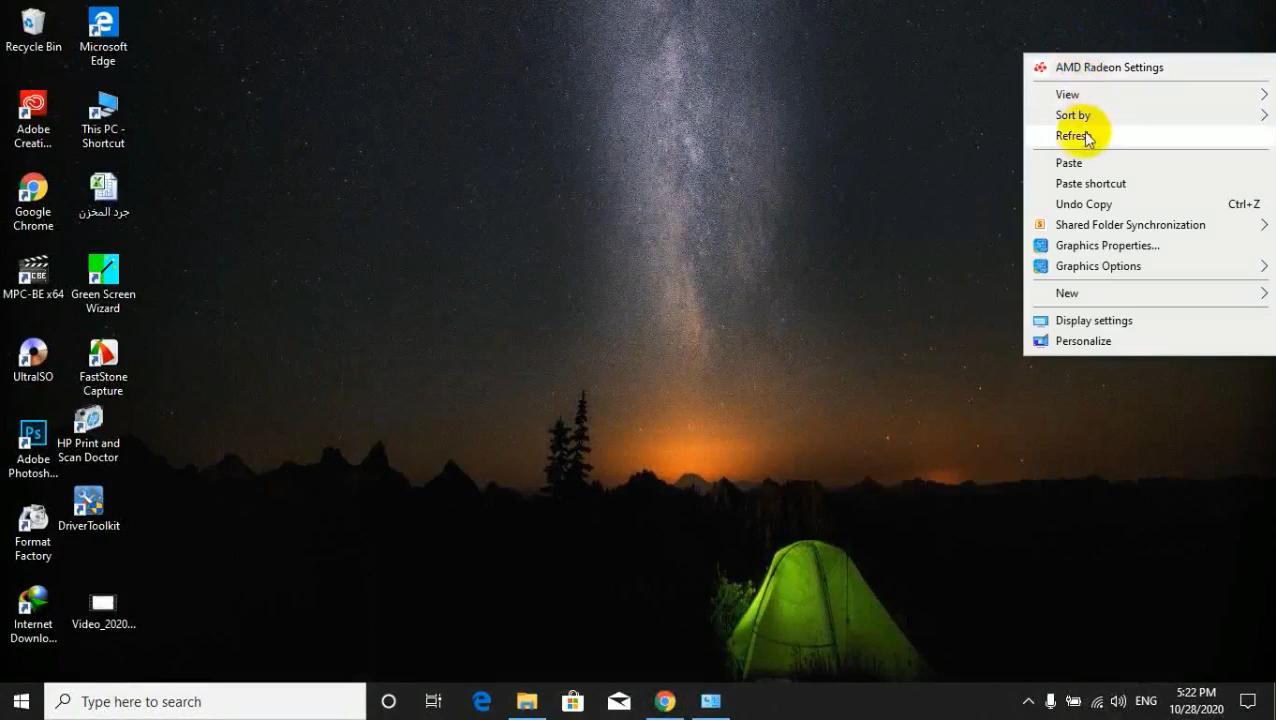 Recycle Bin
Microsoft
Edge
Adobe
Creati...
This PC -
Shortcut
Google
Chrome
جرد المخزن
MPC-BE x64
Green Screen
Wizard
UltraISO
FastStone
Capture
Adobe
Photosh...
HP Print and
Scan Doctor
Format
Factory
DriverToolkit
Internet
Downlo...
Video_2020...
AMD Radeon Settings
View
Sort by
Refresh
Paste
Paste shortcut
Undo Copy Ctrl+Z
Shared Folder Synchronization
Graphics Properties...
Graphics Options
New
Display settings
Personalize
Type here to search
ENG
5:22 PM
10/28/2020